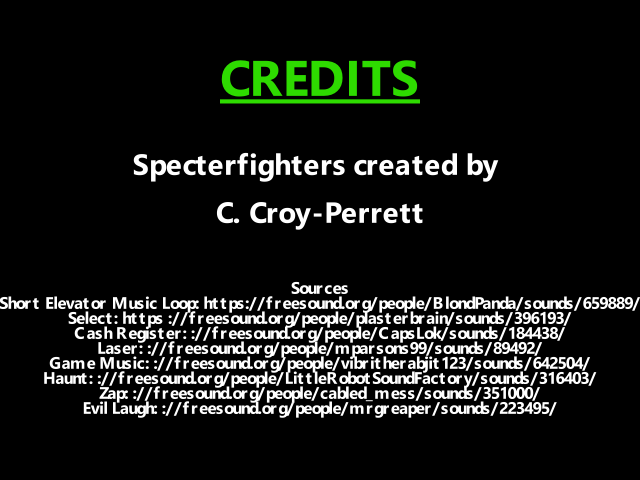 CREDITS
Specterfighters created by
C. Croy-Perrett
Sources
Short Elevator Music Loop: https://freesound.org/people/BlondPanda/sounds/659889/
Select: https ://freesound.org/people/plasterbrain/sounds/396193/
Cash Register: ://freesound.org/people/CapsLok/sounds/184438/
Laser: ://freesound.org/people/mparsons99/sounds/89492/
Game Music: ://freesound.org/people/vibritherabjit123/sounds/642504/
Haunt: ://freesound.org/people/LittleRobotSoundFactory/sounds/316403/
Zap: ://freesound.org/people/cabled_mess/sounds/351000/
Evil Laugh: ://freesound.org/people/mrgreaper/sounds/223495/